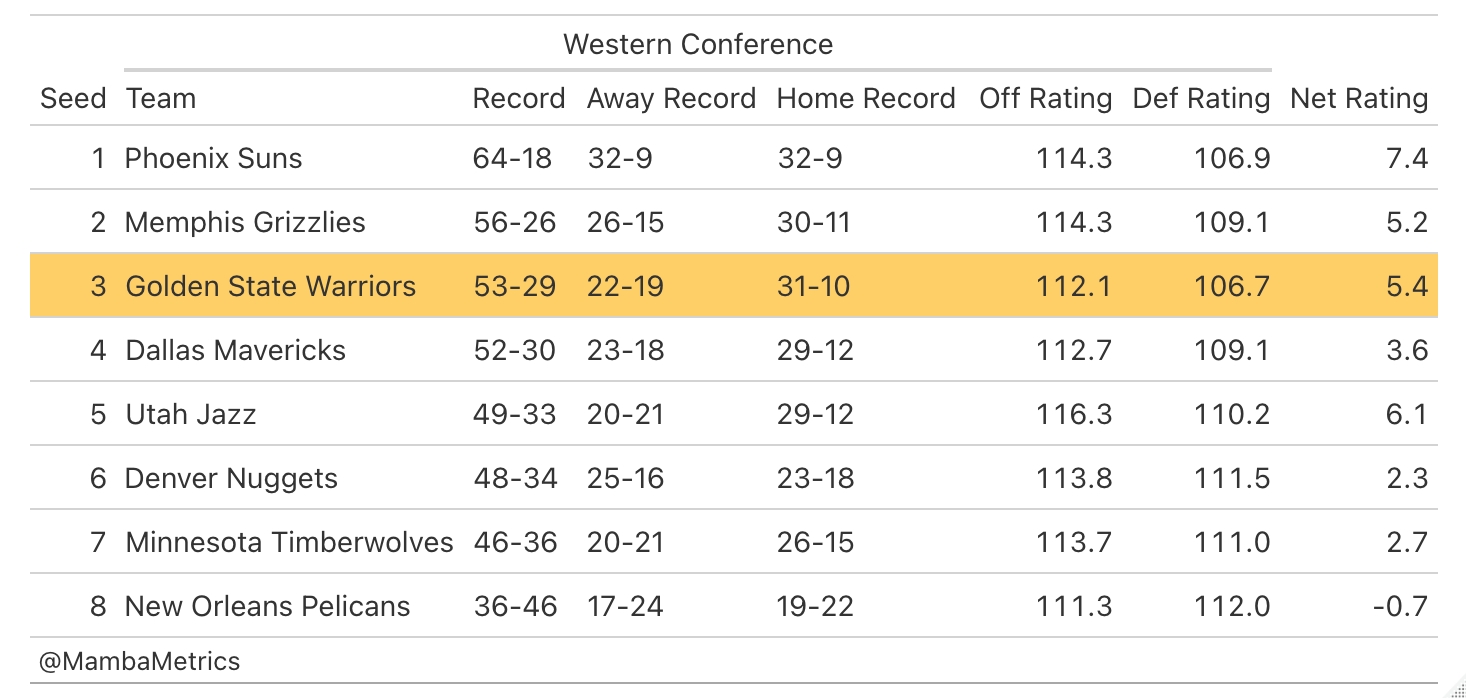 Western Conference
Seed Team Record Away Record Home Record Off Rating Def Rating Net Rating
1 Phoenix Suns 64-18 32-9 32-9 114.3 106.9 7.4
2 Memphis Grizzlies 56-26 26-15 30-11 114.3 109.1 5.2
3 Golden State Warriors 53-29 22-19 31-10 112.1 106.7 5.4
4 Dallas Mavericks 52-30 23-18 29-12 112.7 109.1 3.6
5 Utah Jazz 49-33 20-21 29-12 116.3 110.2 6.1
6 Denver Nuggets 48-34 25-16 23-18 113.8 111.5 2.3
7 Minnesota Timberwolves 46-36 20-21 26-15 113.7 111.0 2.7
8 New Orleans Pelicans 36-46 17-24 19-22 111.3 112.0 -0.7
@MambaMetrics